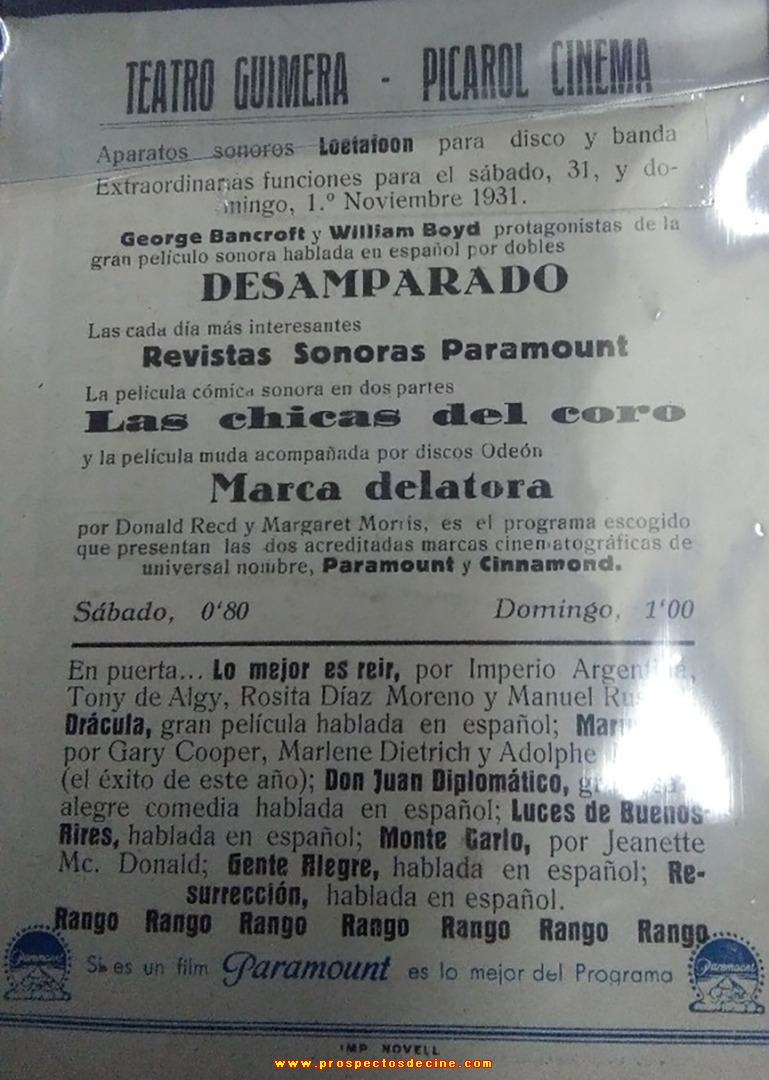 TEATRO GUIMERA - PICAROL CINEMA
Aparatos sonoros Loetafoon para disco y banda
Extraordinarias funciones para el sábado, 31, y do-
mingo, 1.º Noviembre 1931.
George Bancroft y William Boyd protagonistas de la
gran película sonora hablada en español por dobles
DESAMPARADO
Las cada día más interesantes
Revistas Sonoras Paramount
La película cómica sonora en dos partes
Las chicas del coro
y la película muda acompañada por discos Odeón
Marca delatora
por Donald Recd y Margaret Morris, es el programa escogido
que presentan las dos acreditadas marcas cinematográficas de
universal nombre, Paramount y Cinnamond.
Sábado, 0'80 Domingo, 1'00
En puerta... Lo mejor es reir, por Imperio Argentina,
Tony de Algy, Rosita Díaz Moreno y Manuel
Drácula, gran película hablada en español;
por Gary Cooper, Marlene Dietrich y Adolphe
(el éxito de este año); Don Juan Diplomático,
alegre comedia hablada en español; Luces de Buenos
Aires, hablada en español; Monte Carlo, por Jeanette
Mc. Donald; Gente Alegre, hablada en español; Re-
surrección, hablada en español.
Rango Rango Rango Rango Rango Rango Rango
Paramount Si es un film Paramount es lo mejor del Programa Paramount
IMP NOVELL
www.prospectosdecine.com